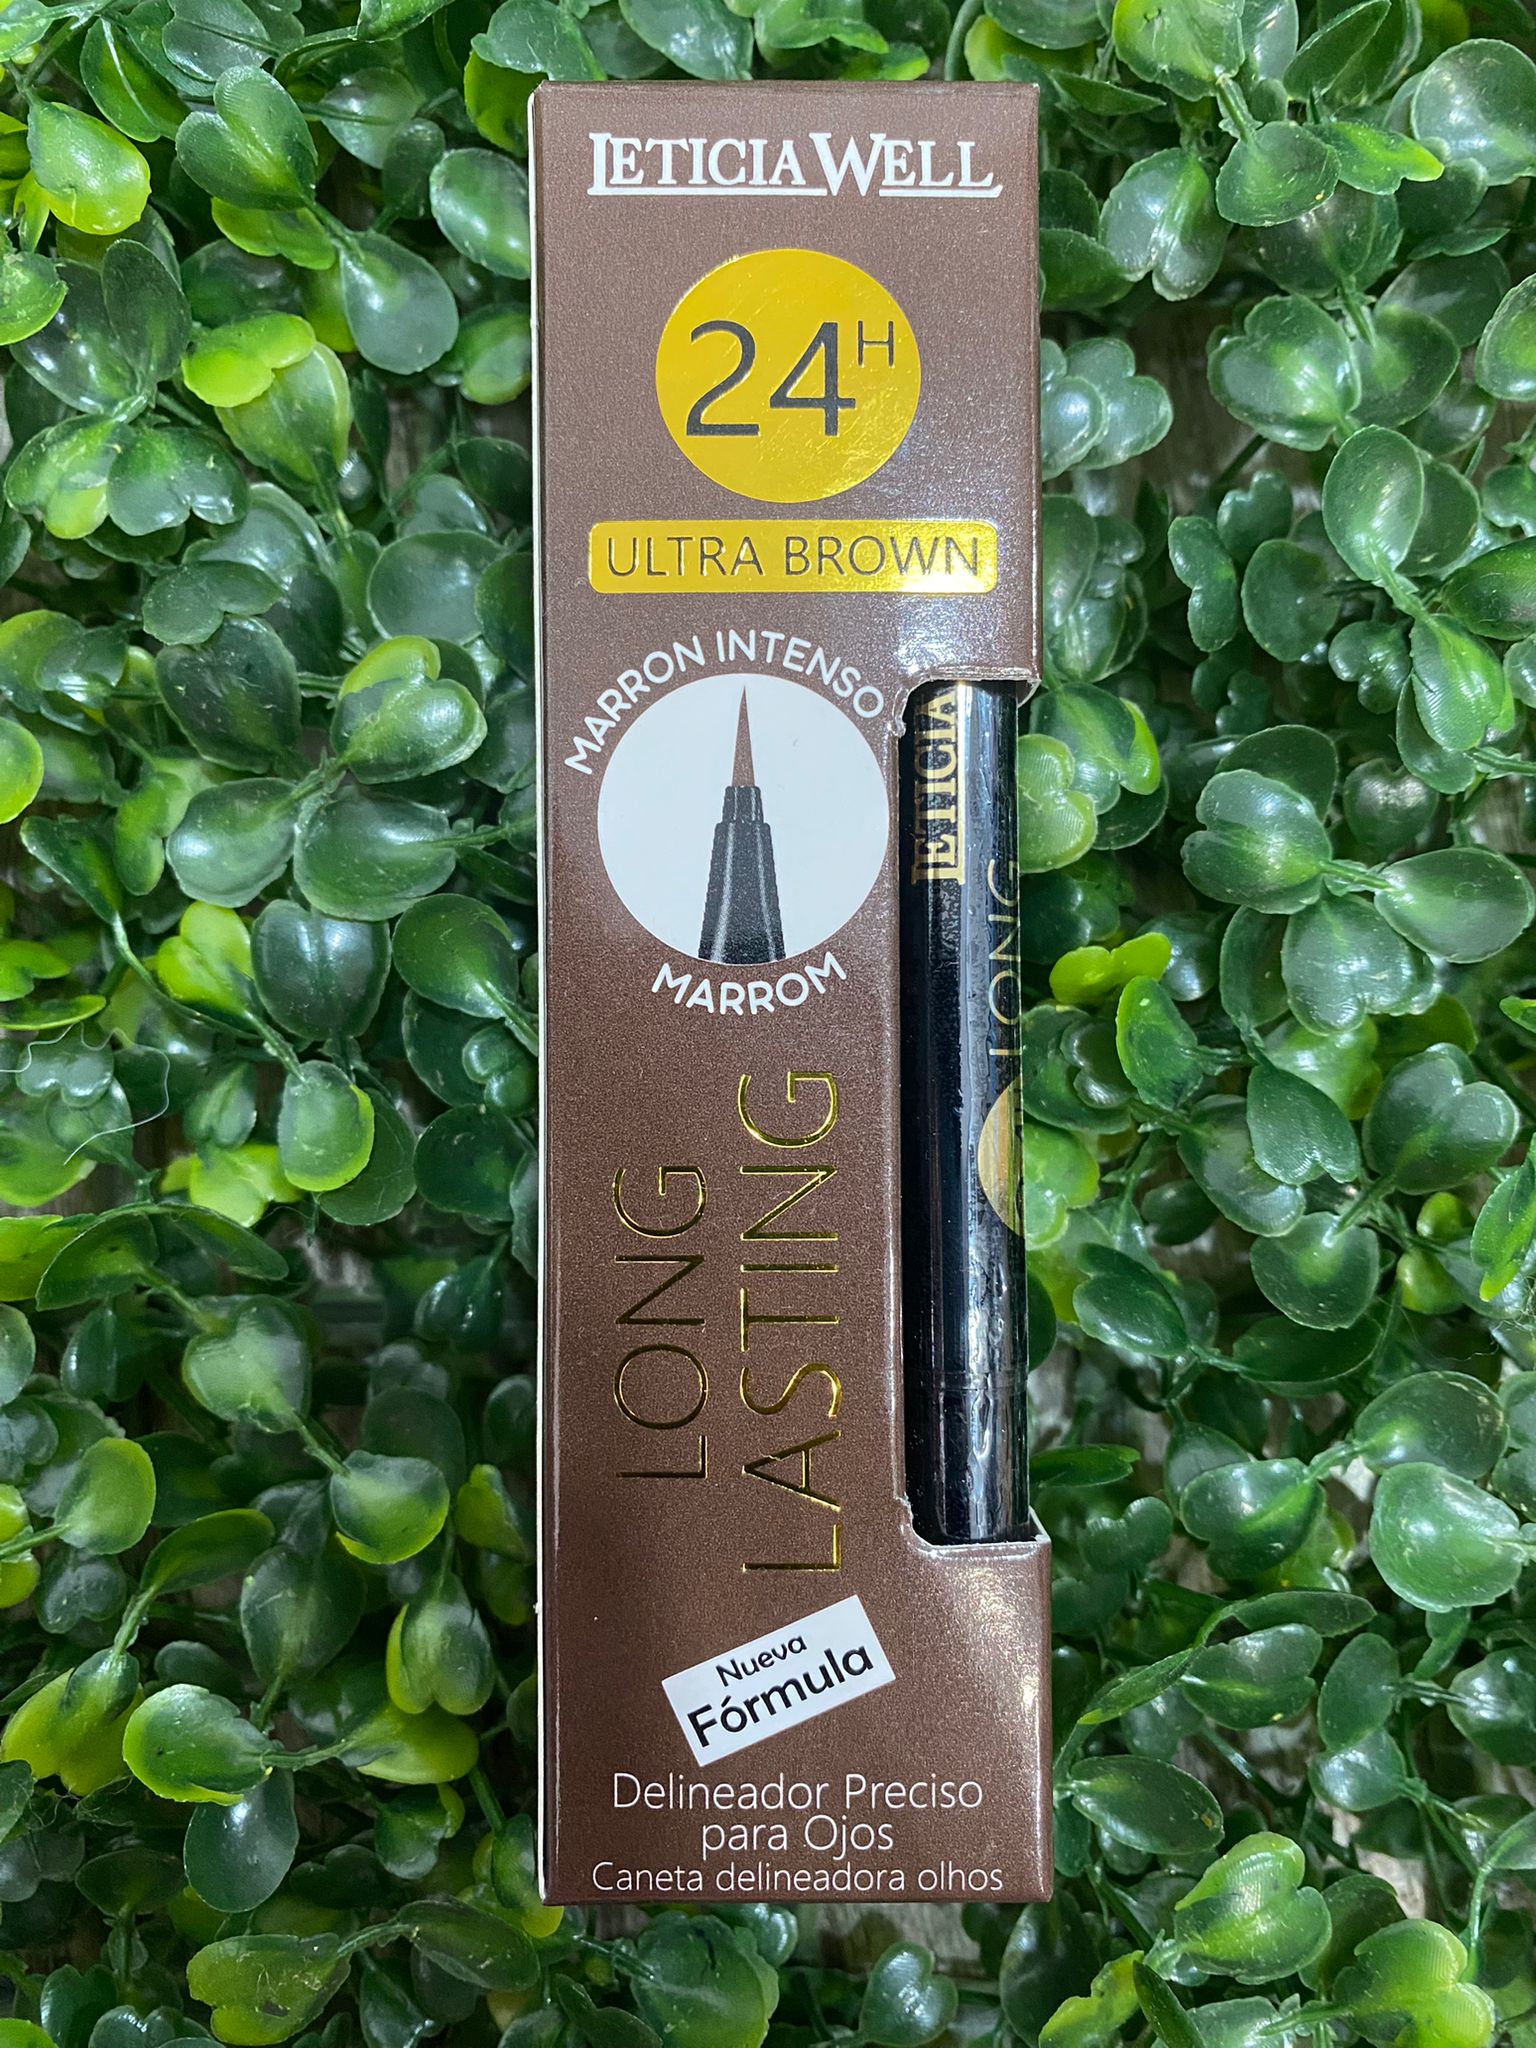 LETICIA WELL
24H
ULTRA BROWN
MARRON INTENSO
MARROM
LETICIA
LONG
LONG
LASTING
Nueva
Fórmula
Delineador Preciso
para Ojos
Caneta delineadora olhos